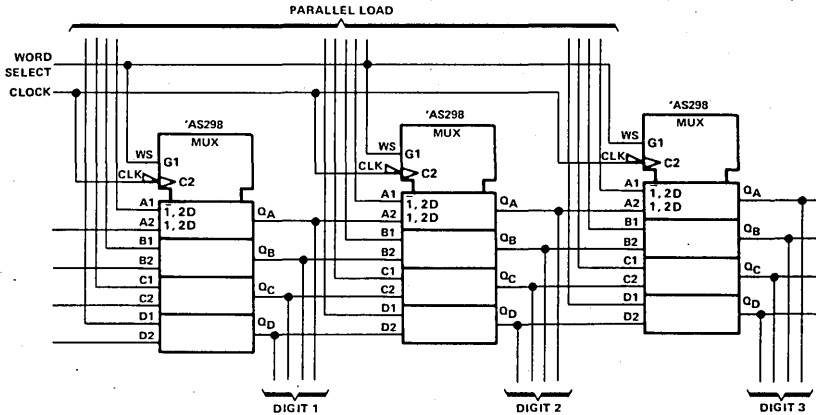 PARALLEL LOAD
WORD
SELECT
CLOCK
'AS298
MUX
WS
G1
CLK
C2
A1
1̅, 2D
A2
1, 2D
B1
B2
C1
C2
D1
D2
QA
QB
QC
QD
DIGIT 1
'AS298
MUX
WS
G1
CLK
C2
A1
1̅, 2D
A2
1, 2D
B1
B2
C1
C2
D1
D2
QA
QB
QC
QD
DIGIT 2
'AS298
MUX
WS
G1
CLK
C2
A1
1̅, 2D
A2
1, 2D
B1
B2
C1
C2
D1
D2
QA
QB
QC
QD
DIGIT 3